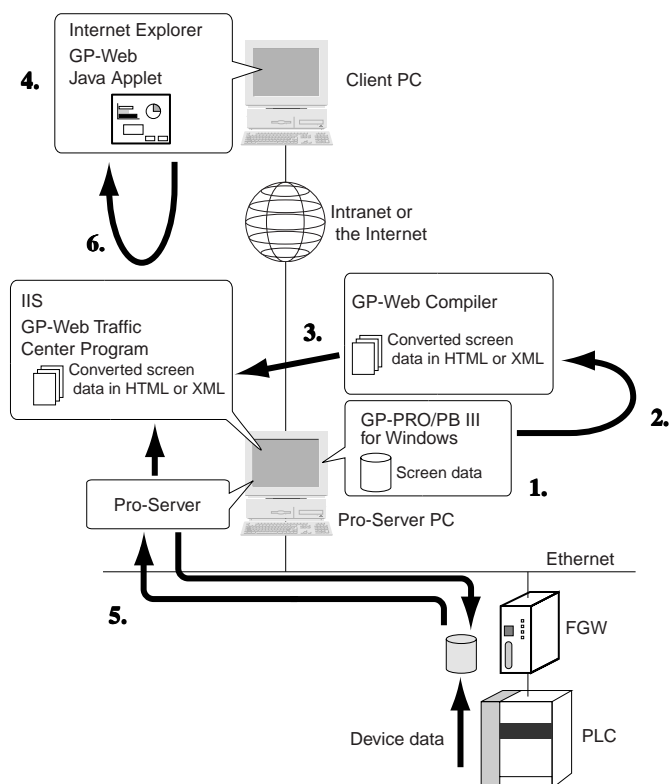 Internet Explorer
GP-Web
Java Applet
4.
Client PC
Intranet or
the Internet
6.
IIS
GP-Web Traffic
Center Program
Converted screen
data in HTML or XML
3.
GP-Web Compiler
Converted screen
data in HTML or XML
2.
GP-PRO/PB III
for Windows
Screen data
1.
Pro-Server
Pro-Server PC
Ethernet
5.
FGW
Device data
PLC